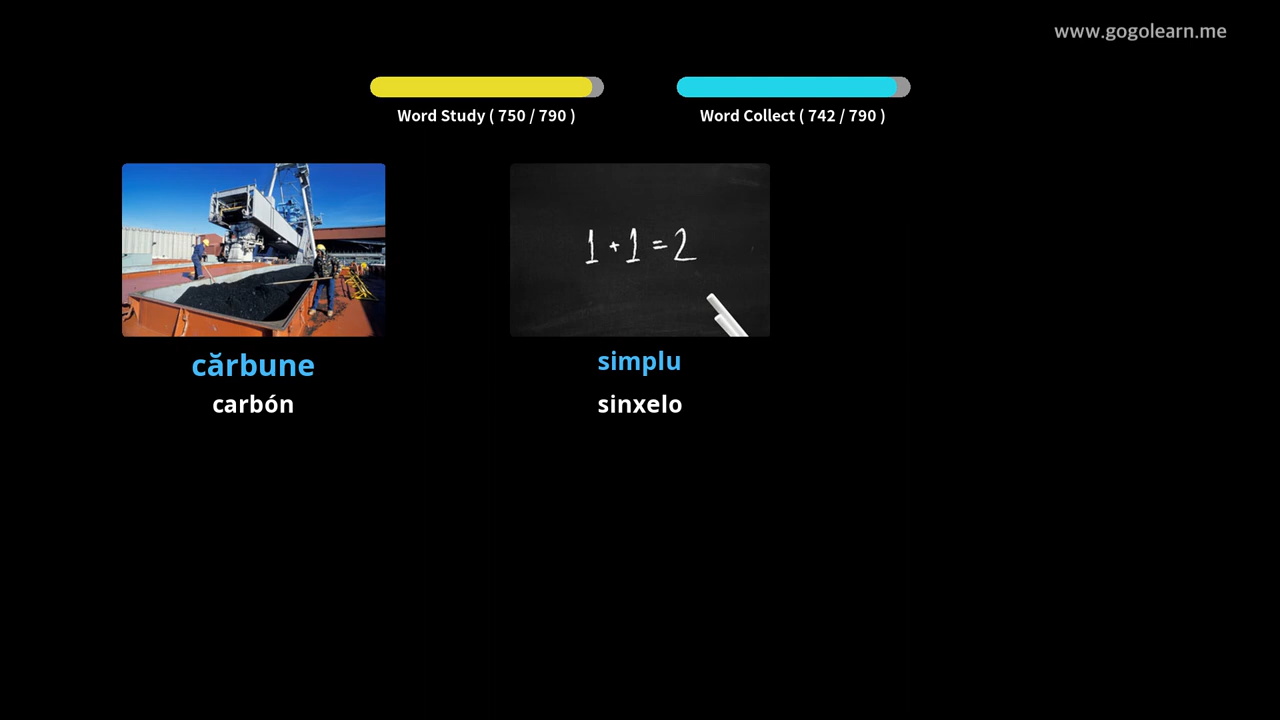 www.gogolearn.me
Word Study ( 750 / 790 )
Word Collect ( 742 / 790 )
1 + 1 = 2
cărbune
simplu
carbón
sinxelo